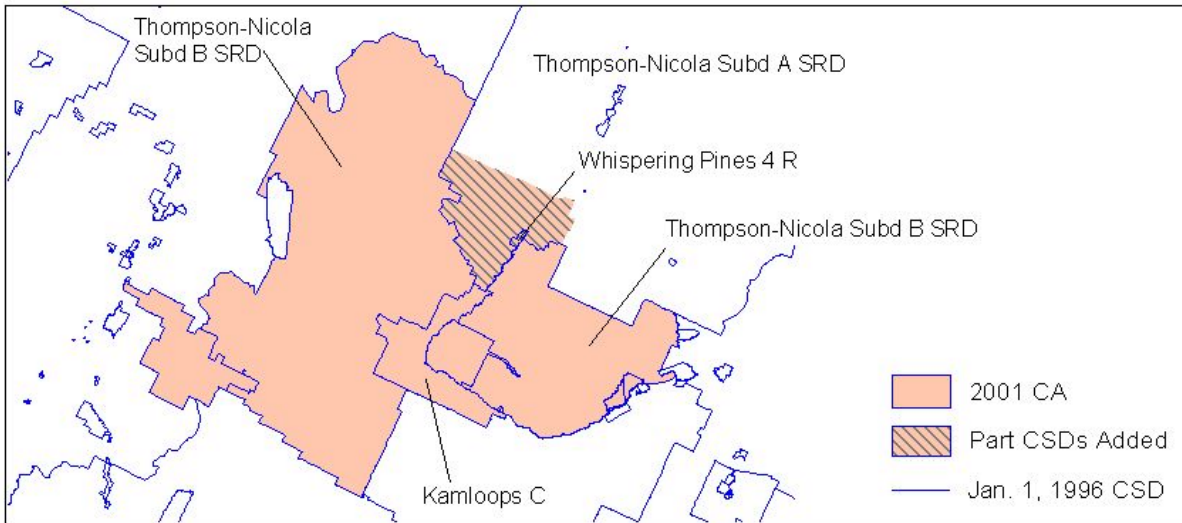 Thompson-Nicola
Subd B SRD
Thompson-Nicola Subd A SRD
Whispering Pines 4 R
Thompson-Nicola Subd B SRD
Kamloops C
2001 CA
Part CSDs Added
Jan. 1, 1996 CSD